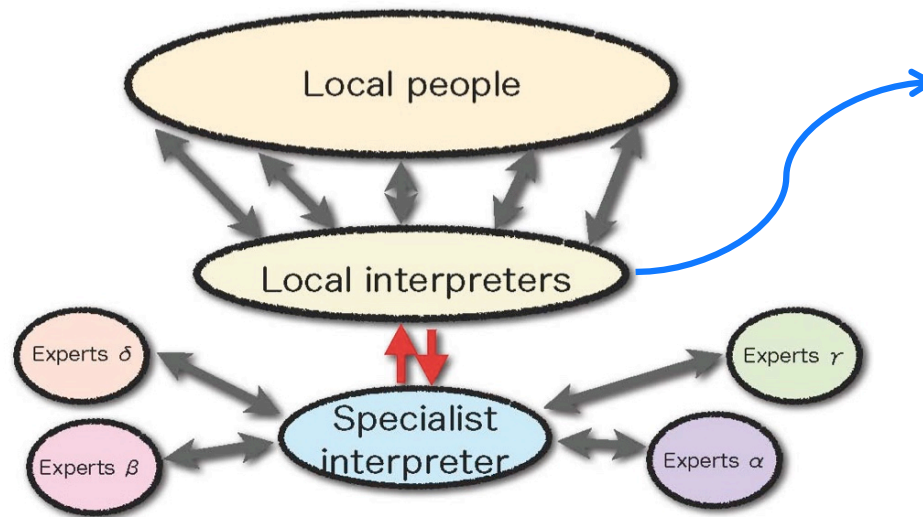 Local people
Local interpreters
Experts δ
Experts γ
Specialist
interpreter
Experts β
Experts α